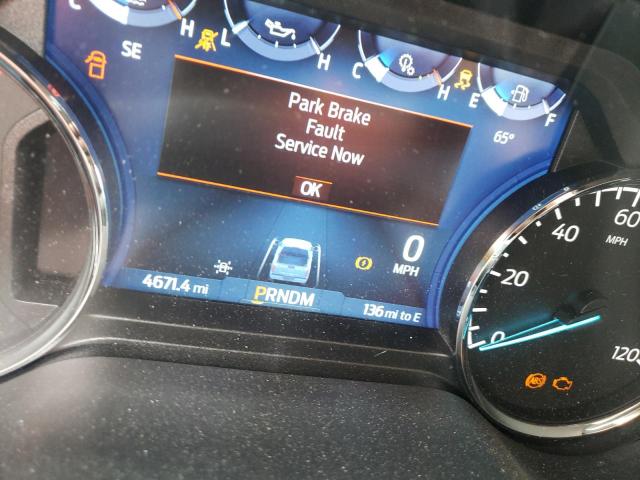 C H L H C H E F
SE
65°
Park Brake
Fault
Service Now
OK
0
MPH
4671.4 mi
PRNDM
136 mi to E
0 20 40 60
MPH
120
ABS